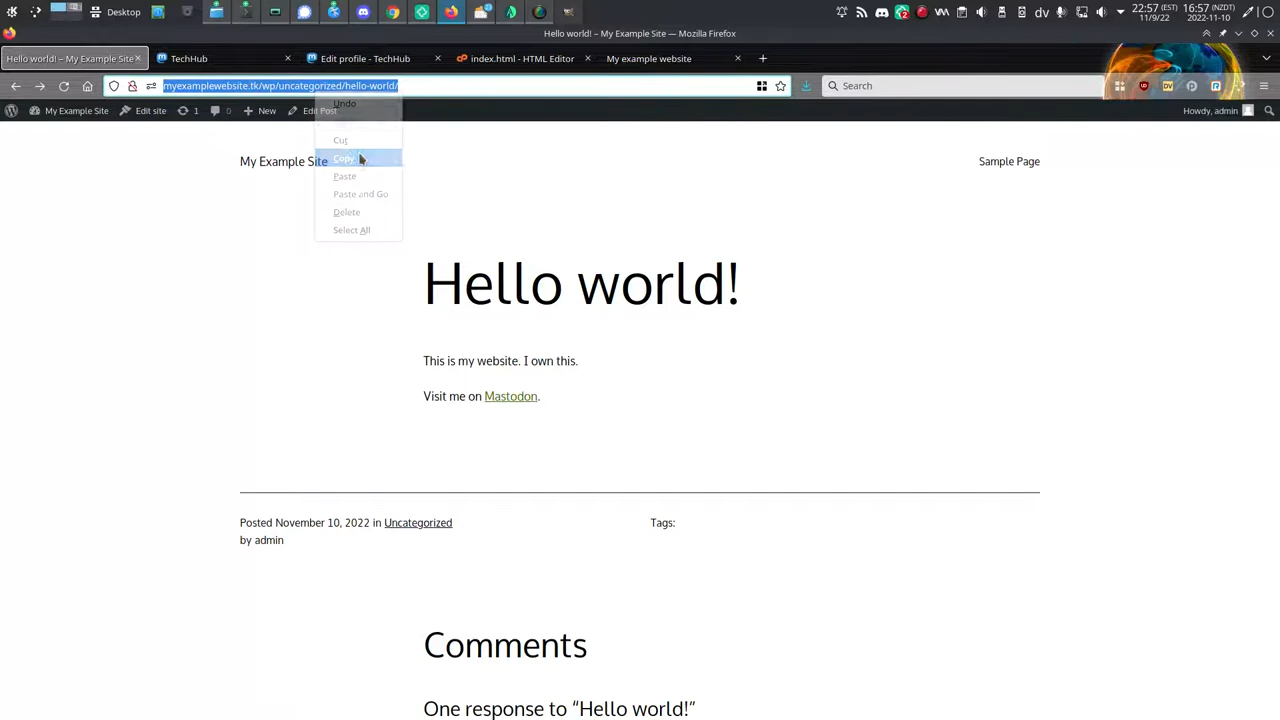 Desktop
dv
22:57 (EST)
11/9/22
16:57 (NZDT)
2022-11-10
Hello world! – My Example Site — Mozilla Firefox
Hello world! – My Example Site
TechHub
Edit profile - TechHub
index.html - HTML Editor
My example website
myexamplewebsite.tk/wp/uncategorized/hello-world/
Search
My Example Site
Edit site
1
0
New
Edit Post
Howdy, admin
Undo
Cut
Copy
Paste
Paste and Go
Delete
Select All
My Example Site
Sample Page
Hello world!
This is my website. I own this.
Visit me on Mastodon.
Posted November 10, 2022 in Uncategorized
by admin
Tags:
Comments
One response to “Hello world!”